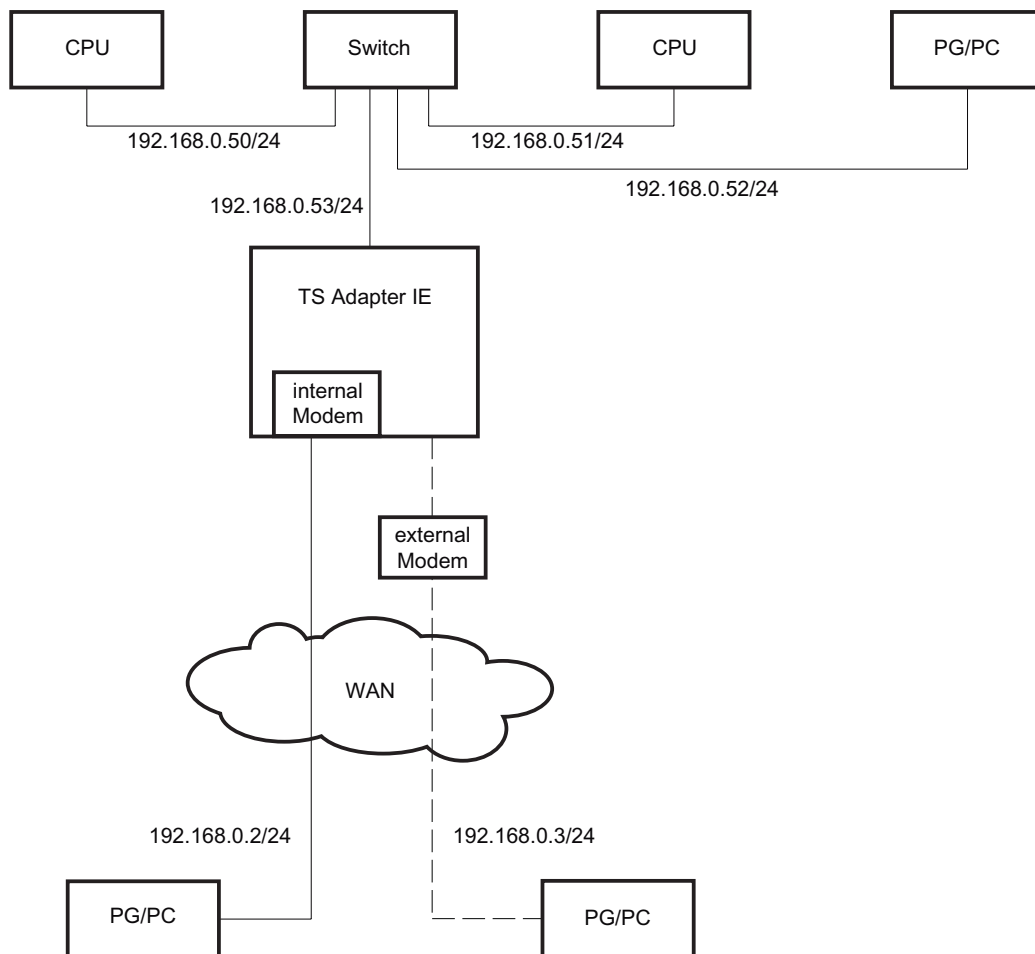 CPU
Switch
CPU
PG/PC
192.168.0.50/24
192.168.0.51/24
192.168.0.52/24
192.168.0.53/24
TS Adapter IE
internal
Modem
external
Modem
WAN
192.168.0.2/24
192.168.0.3/24
PG/PC
PG/PC